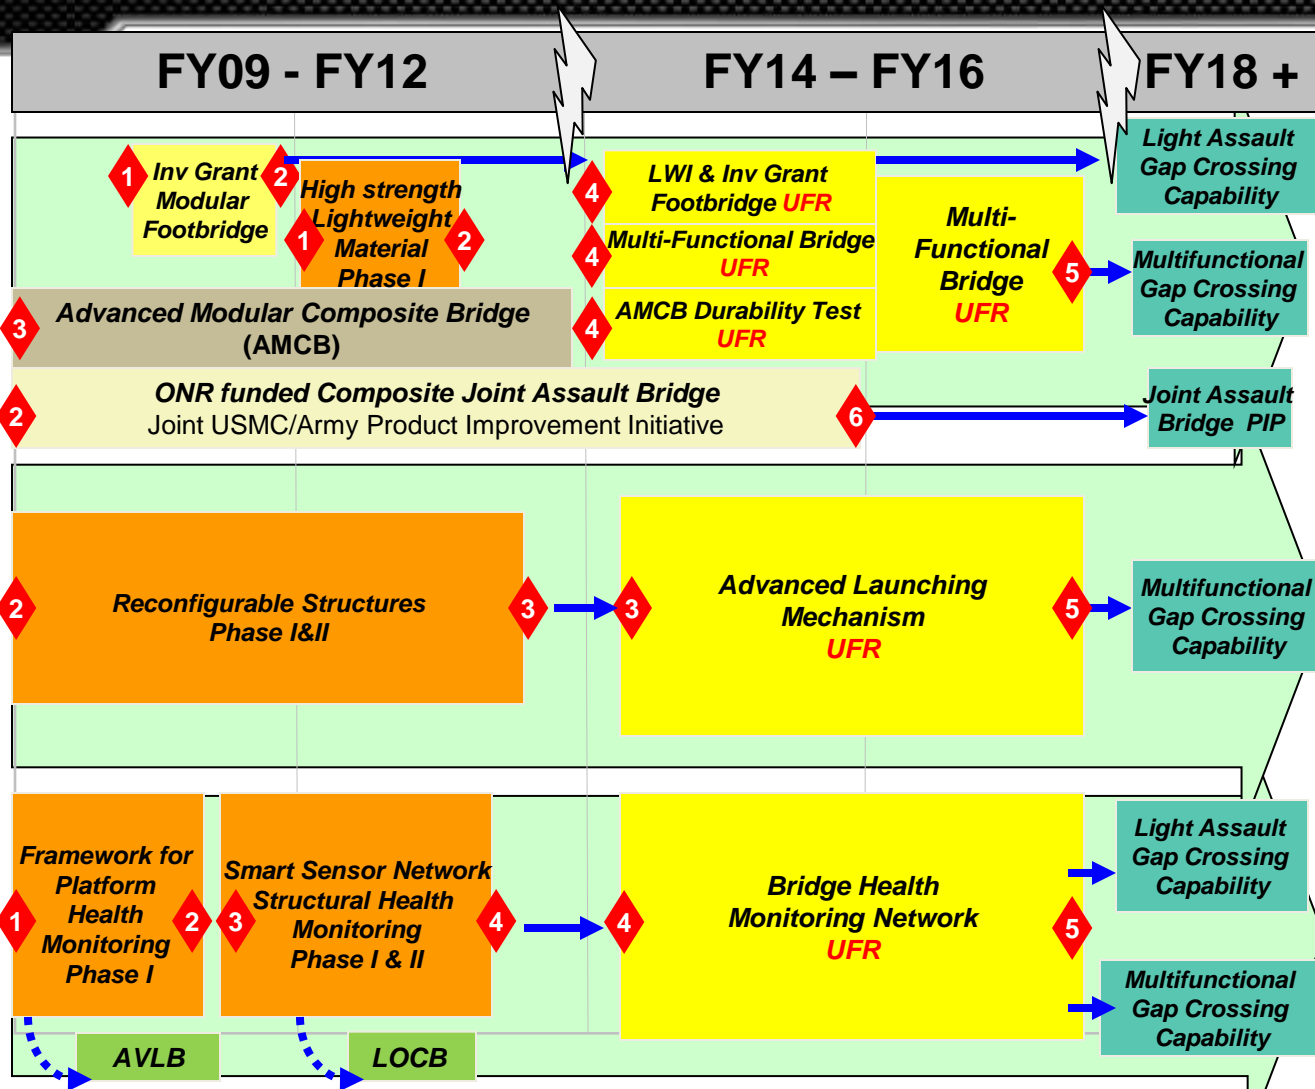 FY09 - FY12
FY14 – FY16
FY18 +
1
Inv Grant
Modular
Footbridge
2
High strength
Lightweight
Material
Phase I
1
2
4
LWI & Inv Grant
Footbridge UFR
4
Multi-Functional Bridge
UFR
4
AMCB Durability Test
UFR
Multi-
Functional
Bridge
UFR
5
Light Assault
Gap Crossing
Capability
Multifunctional
Gap Crossing
Capability
3
Advanced Modular Composite Bridge
(AMCB)
2
ONR funded Composite Joint Assault Bridge
Joint USMC/Army Product Improvement Initiative
6
Joint Assault
Bridge PIP
2
Reconfigurable Structures
Phase I&II
3
3
Advanced Launching
Mechanism
UFR
5
Multifunctional
Gap Crossing
Capability
1
Framework for
Platform
Health
Monitoring
Phase I
2
3
Smart Sensor Network
Structural Health
Monitoring
Phase I & II
4
4
Bridge Health
Monitoring Network
UFR
5
Light Assault
Gap Crossing
Capability
Multifunctional
Gap Crossing
Capability
AVLB
LOCB